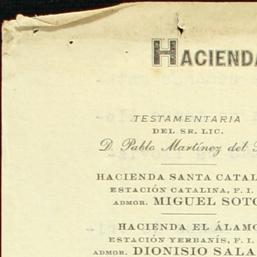 HACIENDA
TESTAMENTARIA
DEL SR. LIC.
D. Pablo Martínez del
HACIENDA SANTA CATAL
ESTACIÓN CATALINA, F. I.
ADMOR. MIGUEL SOTO
HACIENDA EL ÁLAMO
ESTACIÓN YERBANÍS, F. I.
ADMOR. DIONISIO SALA